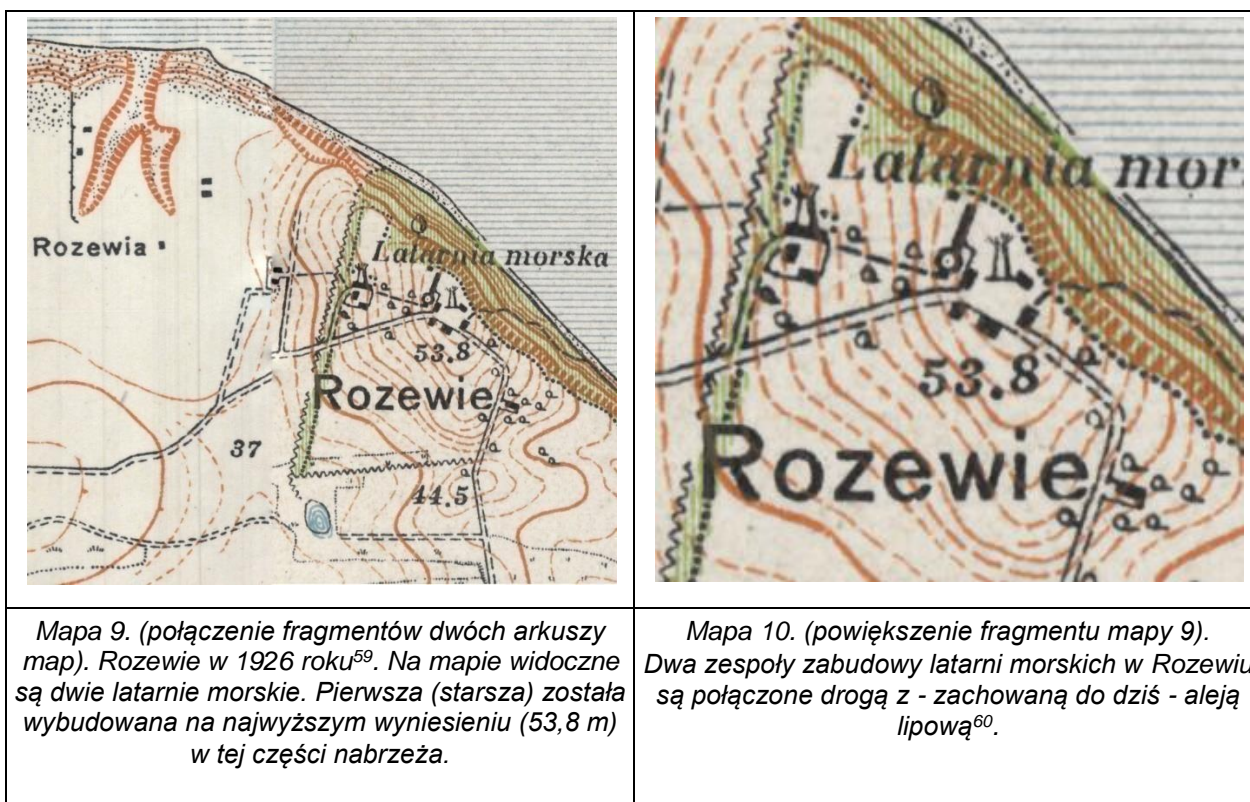 Latarnia morska
Rozewia
53.8
Rozewie
37
44.5
Latarnia mor
53.8
Rozewie
Mapa 9. (połączenie fragmentów dwóch arkuszy
map). Rozewie w 1926 roku⁵⁹. Na mapie widoczne
są dwie latarnie morskie. Pierwsza (starsza) została
wybudowana na najwyższym wyniesieniu (53,8 m)
w tej części nabrzeża.
Mapa 10. (powiększenie fragmentu mapy 9).
Dwa zespoły zabudowy latarni morskich w Rozewiu
są połączone drogą z - zachowaną do dziś - aleją
lipową⁶⁰.